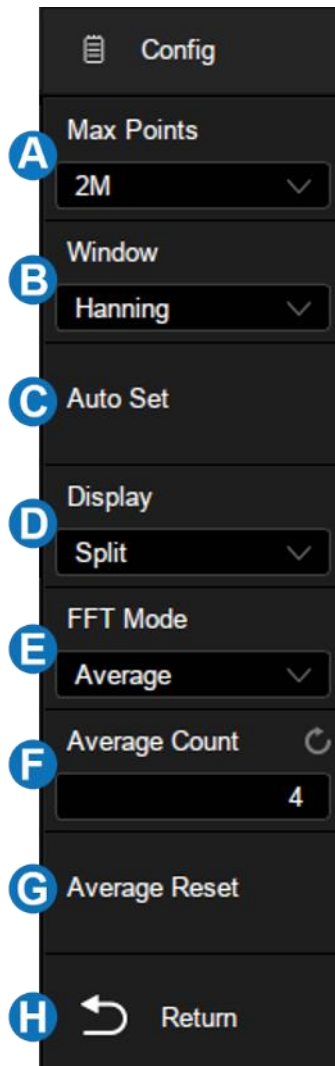 Config
A
Max Points
2M
B
Window
Hanning
C
Auto Set
D
Display
Split
E
FFT Mode
Average
F
Average Count
4
G
Average Reset
H
Return